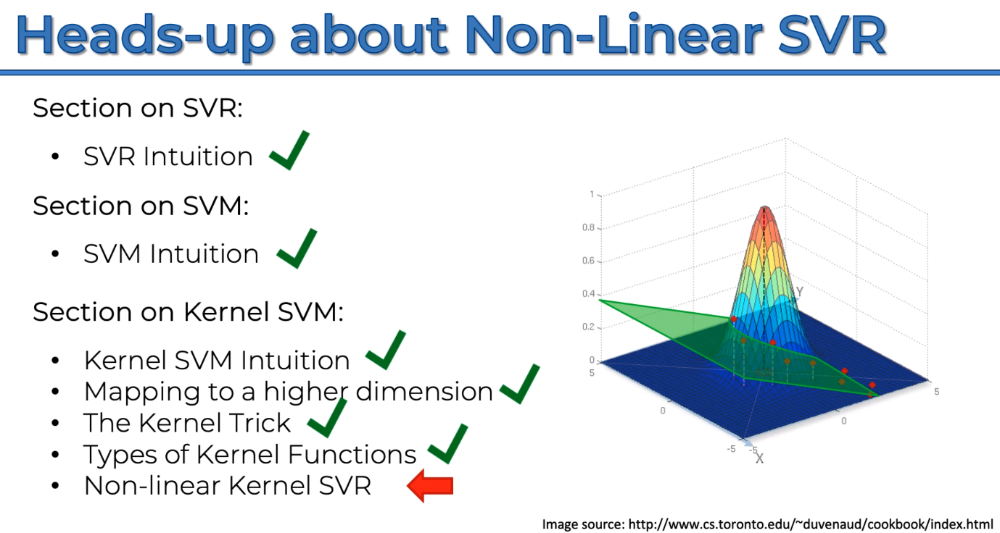 Heads-up about Non-Linear SVR
Section on SVR:
• SVR Intuition
Section on SVM:
• SVM Intuition
Section on Kernel SVM:
• Kernel SVM Intuition
• Mapping to a higher dimension
• The Kernel Trick
• Types of Kernel Functions
• Non-linear Kernel SVR
1
0.8
0.6
0.4
0.2
0
5
0
-5
-5
0
5
X
Y
Image source: http://www.cs.toronto.edu/~duvenaud/cookbook/index.html